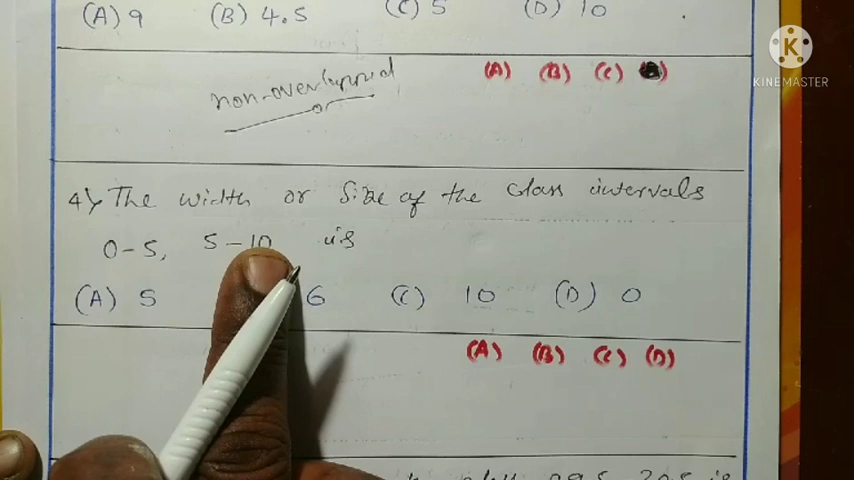 (A) 9 (B) 4.5 (C) 5 (D) 10
K
KINEMASTER
(A) (B) (C)
non-overlapped
4) The width or Size of the class intervals
0-5, 5-10 is
(A) 5 6 (C) 10 (D) 0
(A) (B) (C) (D)